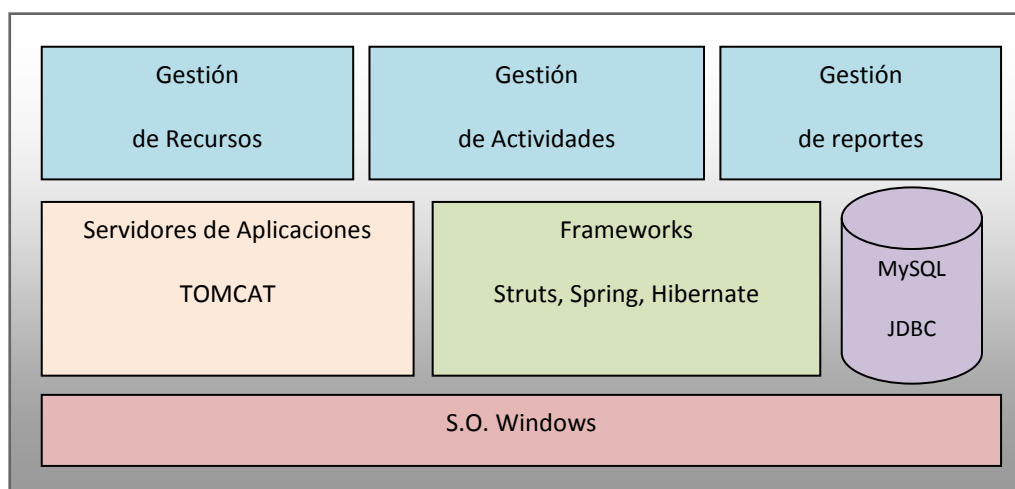 Gestión
de Recursos
Gestión
de Actividades
Gestión
de reportes
Servidores de Aplicaciones
TOMCAT
Frameworks
Struts, Spring, Hibernate
MySQL
JDBC
S.O. Windows